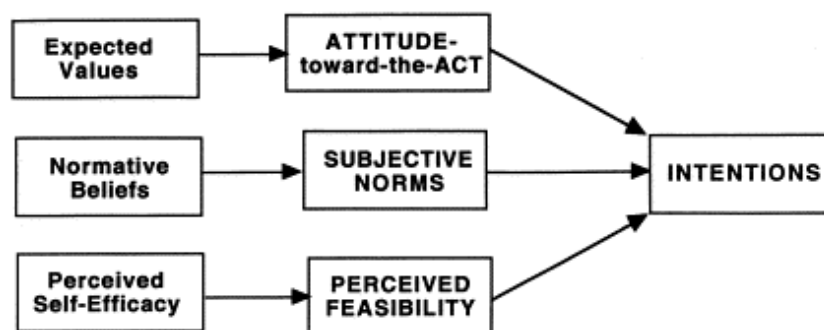 Expected
Values
ATTITUDE-
toward-the-ACT
Normative
Beliefs
SUBJECTIVE
NORMS
INTENTIONS
Perceived
Self-Efficacy
PERCEIVED
FEASIBILITY